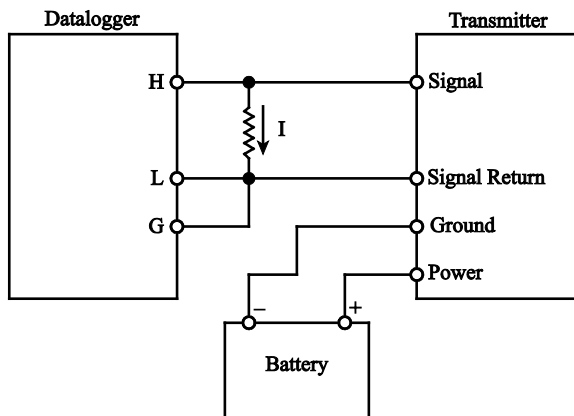 Datalogger
Transmitter
H
Signal
I
L
Signal Return
G
Ground
Power
−
+
Battery